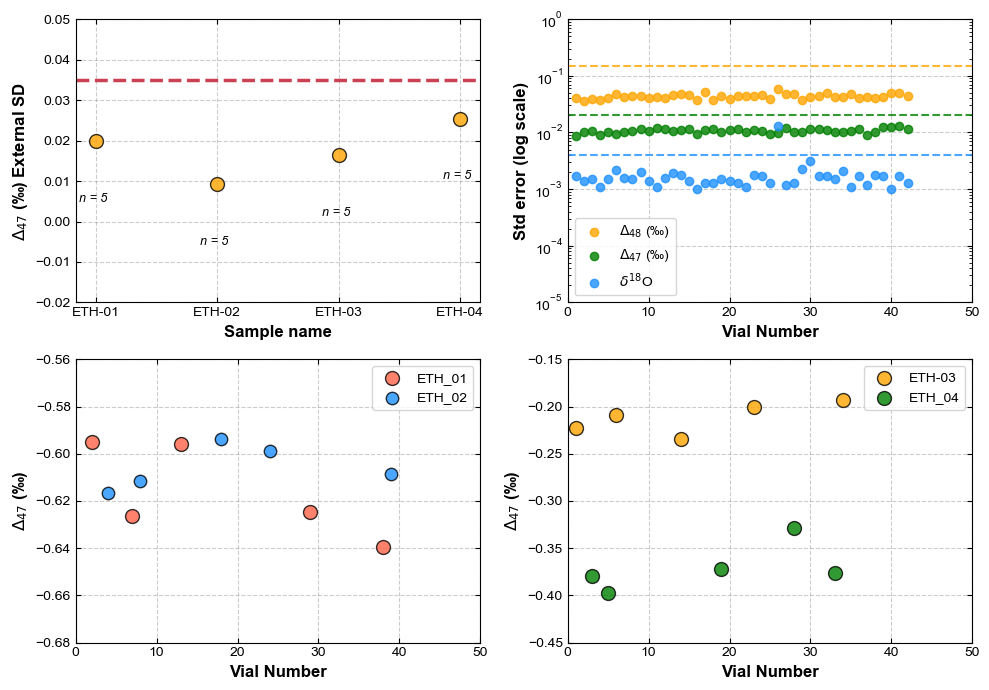 Δ47 (‰) External SD
0.05
0.04
0.03
0.02
0.01
0.00
−0.01
−0.02
n = 5
n = 5
n = 5
n = 5
ETH-01
ETH-02
ETH-03
ETH-04
Sample name
Std error (log scale)
10⁰
10⁻¹
10⁻²
10⁻³
10⁻⁴
10⁻⁵
Δ48 (‰)
Δ47 (‰)
δ¹⁸O
0
10
20
30
40
50
Vial Number
Δ47 (‰)
−0.56
−0.58
−0.60
−0.62
−0.64
−0.66
−0.68
ETH_01
ETH_02
0
10
20
30
40
50
Vial Number
Δ47 (‰)
−0.15
−0.20
−0.25
−0.30
−0.35
−0.40
−0.45
ETH-03
ETH_04
0
10
20
30
40
50
Vial Number